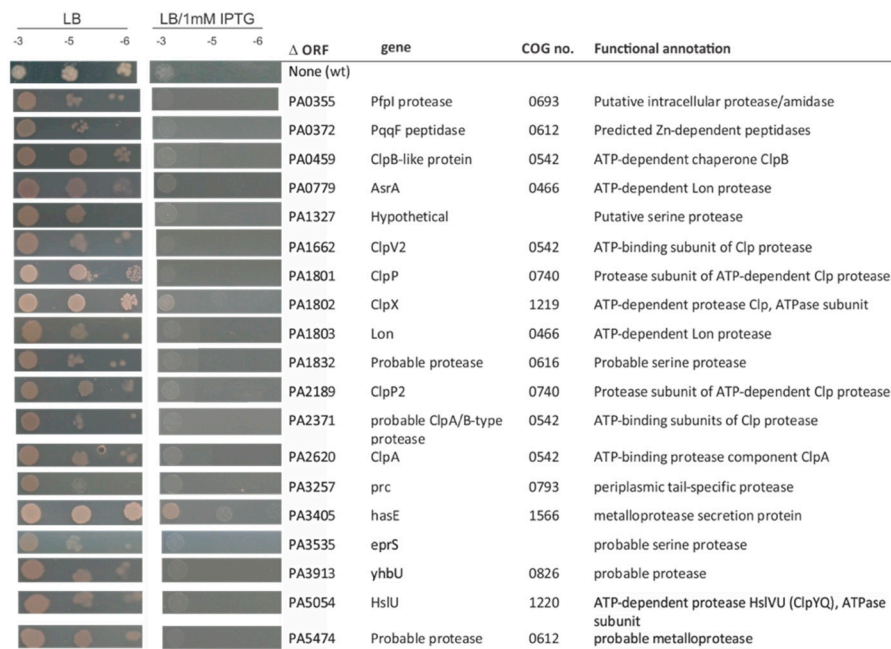 LB LB/1mM IPTG
-3 -5 -6 -3 -5 -6
Δ ORF gene COG no. Functional annotation
None (wt)
PA0355 PfpI protease 0693 Putative intracellular protease/amidase
PA0372 PqqF peptidase 0612 Predicted Zn-dependent peptidases
PA0459 ClpB-like protein 0542 ATP-dependent chaperone ClpB
PA0779 AsrA 0466 ATP-dependent Lon protease
PA1327 Hypothetical Putative serine protease
PA1662 ClpV2 0542 ATP-binding subunit of Clp protease
PA1801 ClpP 0740 Protease subunit of ATP-dependent Clp protease
PA1802 ClpX 1219 ATP-dependent protease Clp, ATPase subunit
PA1803 Lon 0466 ATP-dependent Lon protease
PA1832 Probable protease 0616 Probable serine protease
PA2189 ClpP2 0740 Protease subunit of ATP-dependent Clp protease
PA2371 probable ClpA/B-type 0542 ATP-binding subunits of Clp protease
protease
PA2620 ClpA 0542 ATP-binding protease component ClpA
PA3257 prc 0793 periplasmic tail-specific protease
PA3405 hasE 1566 metalloprotease secretion protein
PA3535 eprS probable serine protease
PA3913 yhbU 0826 probable protease
PA5054 HslU 1220 ATP-dependent protease HslVU (ClpYQ), ATPase
subunit
PA5474 Probable protease 0612 probable metalloprotease